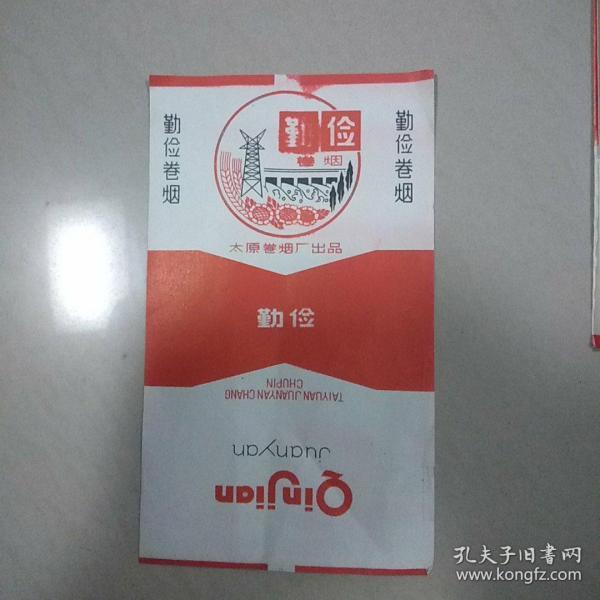 勤俭卷烟
勤俭
卷烟
勤俭卷烟
太原卷烟厂出品
勤俭
TAIYUAN JUANYAN CHANG
CHUPIN
Juanyan
Qinjian
孔夫子旧書网
www.kongfz.com